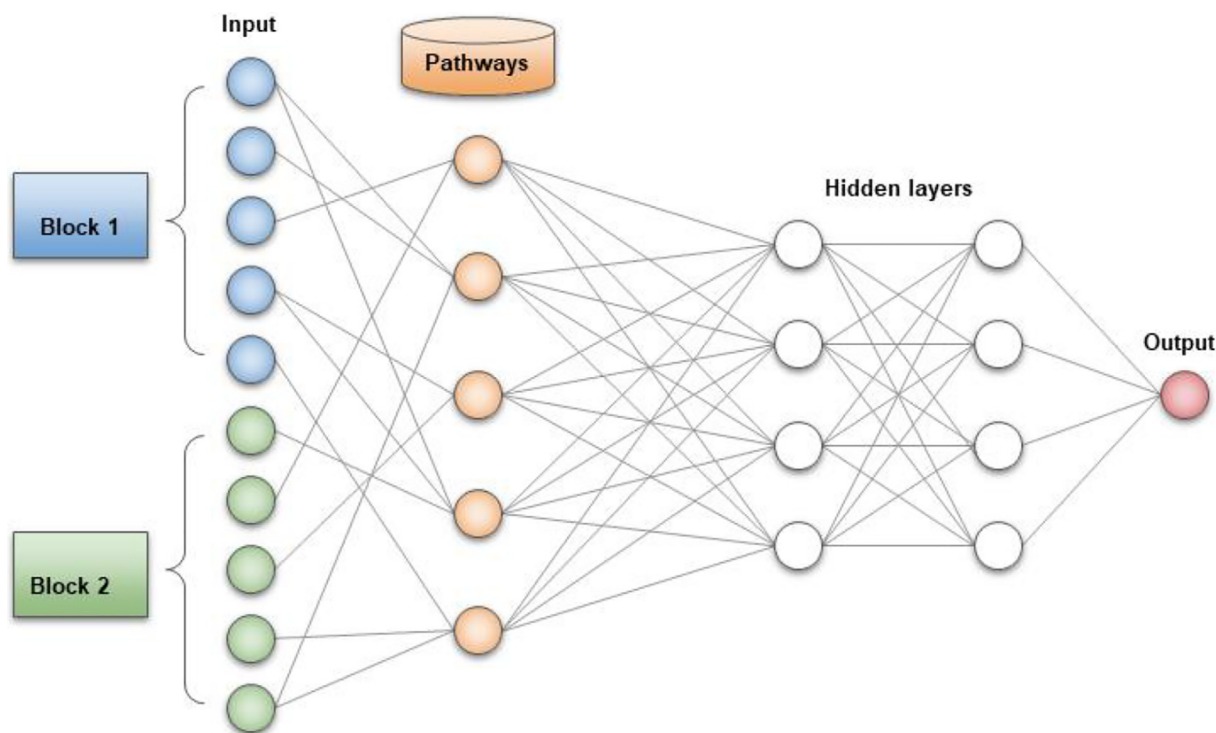 Input
Pathways
Hidden layers
Block 1
Output
Block 2